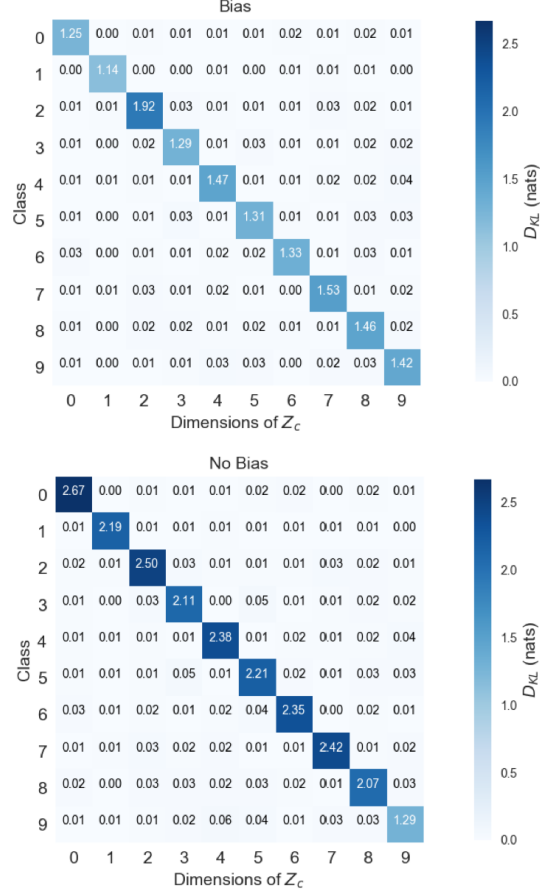 Bias
0 1.25 0.00 0.01 0.01 0.01 0.01 0.02 0.01 0.02 0.01
1 0.00 1.14 0.00 0.00 0.01 0.00 0.01 0.01 0.01 0.00
2 0.01 0.01 1.92 0.03 0.01 0.01 0.01 0.03 0.02 0.01
3 0.01 0.00 0.02 1.29 0.01 0.03 0.01 0.01 0.02 0.02
4 0.01 0.01 0.01 0.01 1.47 0.01 0.01 0.02 0.02 0.04
5 0.01 0.00 0.01 0.03 0.01 1.31 0.01 0.01 0.03 0.03
6 0.03 0.00 0.01 0.01 0.02 0.02 1.33 0.01 0.03 0.01
7 0.01 0.01 0.03 0.01 0.02 0.01 0.00 1.53 0.01 0.02
8 0.01 0.00 0.02 0.02 0.01 0.02 0.01 0.01 1.46 0.02
9 0.01 0.00 0.01 0.01 0.03 0.03 0.00 0.02 0.03 1.42
0 1 2 3 4 5 6 7 8 9
Dimensions of Z_c
Class
2.5
2.0
1.5
1.0
0.5
0.0
D_KL (nats)
No Bias
0 2.67 0.00 0.01 0.01 0.01 0.02 0.02 0.00 0.02 0.01
1 0.01 2.19 0.01 0.01 0.01 0.01 0.01 0.01 0.01 0.00
2 0.02 0.01 2.50 0.03 0.01 0.01 0.01 0.03 0.02 0.01
3 0.01 0.00 0.03 2.11 0.00 0.05 0.01 0.01 0.02 0.02
4 0.01 0.01 0.01 0.01 2.38 0.01 0.02 0.01 0.02 0.04
5 0.01 0.01 0.01 0.05 0.01 2.21 0.02 0.01 0.03 0.03
6 0.03 0.01 0.02 0.01 0.02 0.04 2.35 0.00 0.02 0.01
7 0.01 0.01 0.03 0.02 0.02 0.01 0.01 2.42 0.01 0.02
8 0.02 0.00 0.03 0.03 0.02 0.03 0.02 0.01 2.07 0.03
9 0.01 0.01 0.01 0.02 0.06 0.04 0.01 0.03 0.03 1.29
0 1 2 3 4 5 6 7 8 9
Dimensions of Z_c
Class
2.5
2.0
1.5
1.0
0.5
0.0
D_KL (nats)